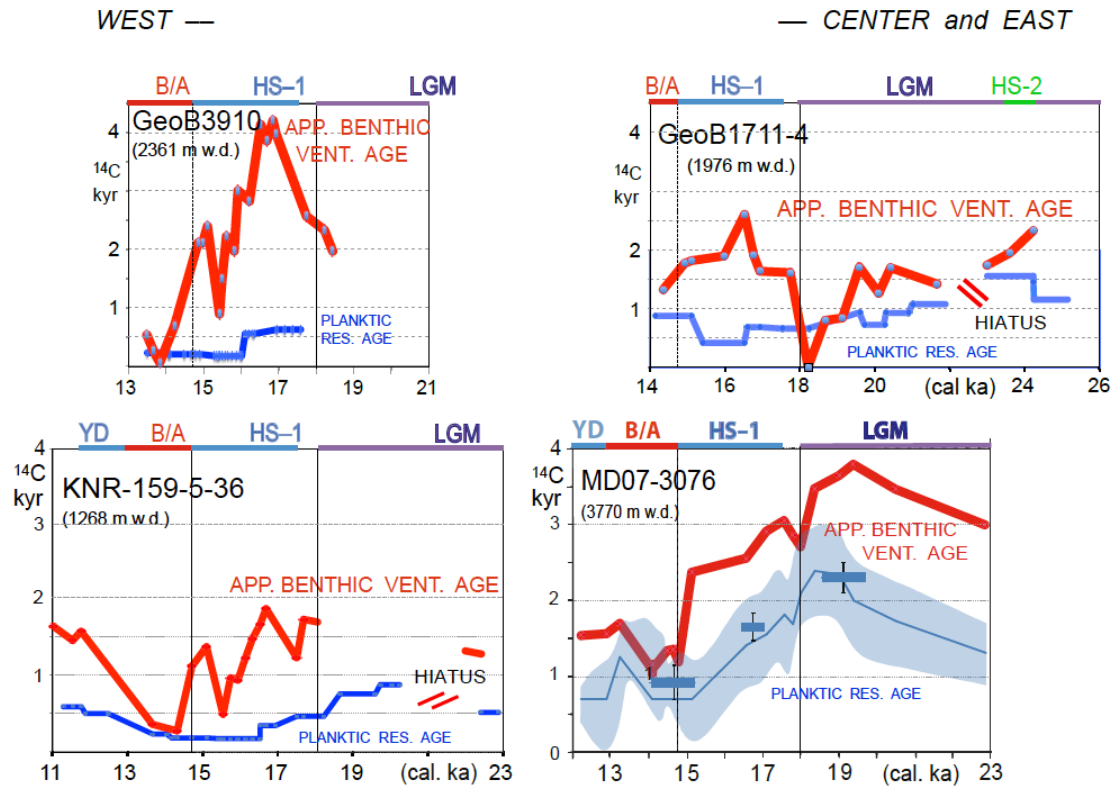 WEST —
— CENTER and EAST
B/A HS–1 LGM
GeoB3910
(2361 m w.d.)
APP. BENTHIC
VENT. AGE
14C
kyr
4
2
1
PLANKTIC
RES. AGE
13 15 17 19 21
B/A HS–1 LGM HS-2
GeoB1711-4
(1976 m w.d.)
14C
kyr
4
2
1
APP. BENTHIC VENT. AGE
HIATUS
PLANKTIC RES. AGE
14 16 18 20 (cal ka) 24 26
YD B/A HS–1 LGM
KNR-159-5-36
(1268 m w.d.)
14C
kyr
4
3
2
1
APP. BENTHIC VENT. AGE
HIATUS
PLANKTIC RES. AGE
11 13 15 17 19 (cal. ka) 23
YD B/A HS–1 LGM
MD07-3076
(3770 m w.d.)
14C
kyr
4
3
2
1
0
APP. BENTHIC
VENT. AGE
PLANKTIC RES. AGE
13 15 17 19 (cal. ka) 23